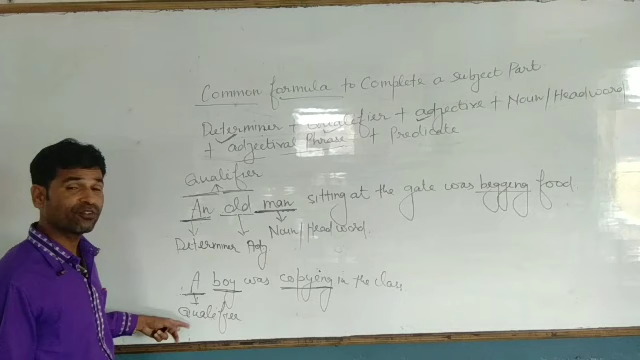 Common formula to Complete a Subject Part
Determiner + Qualifier + adjective + Noun/Headword
+ adjectival Phrase + Predicate
Qualifier
An old man sitting at the gate was begging food
Determiner Adj Noun/Headword
A boy was copying in the class
Qualifier